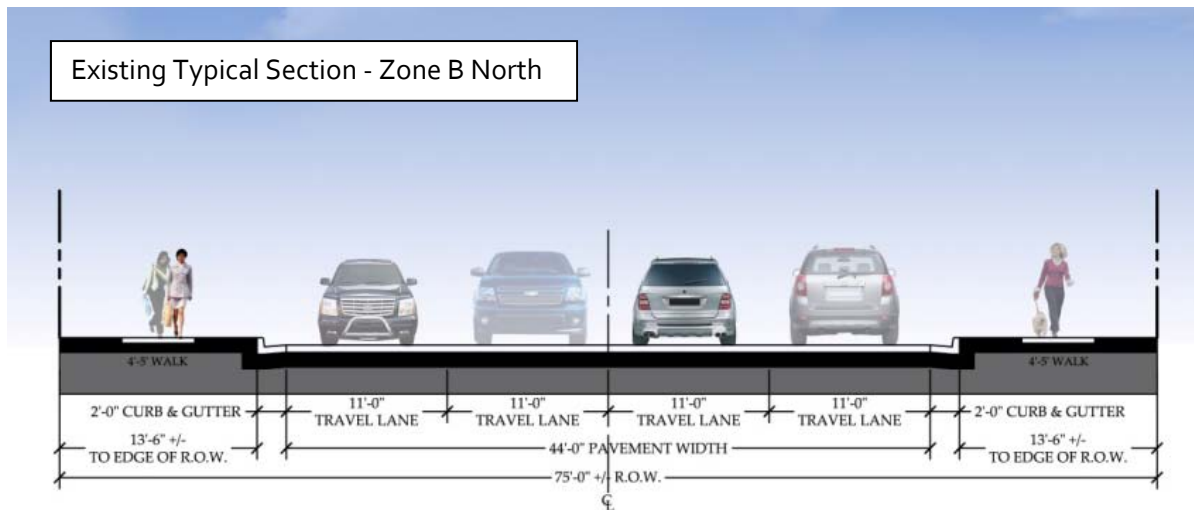 Existing Typical Section - Zone B North
4'-5' WALK
4'-5' WALK
2'-0" CURB & GUTTER
11'-0"
TRAVEL LANE
11'-0"
TRAVEL LANE
11'-0"
TRAVEL LANE
11'-0"
TRAVEL LANE
2'-0" CURB & GUTTER
13'-6" +/-
TO EDGE OF R.O.W.
44'-0" PAVEMENT WIDTH
13'-6" +/-
TO EDGE OF R.O.W.
75'-0" +/- R.O.W.
℄